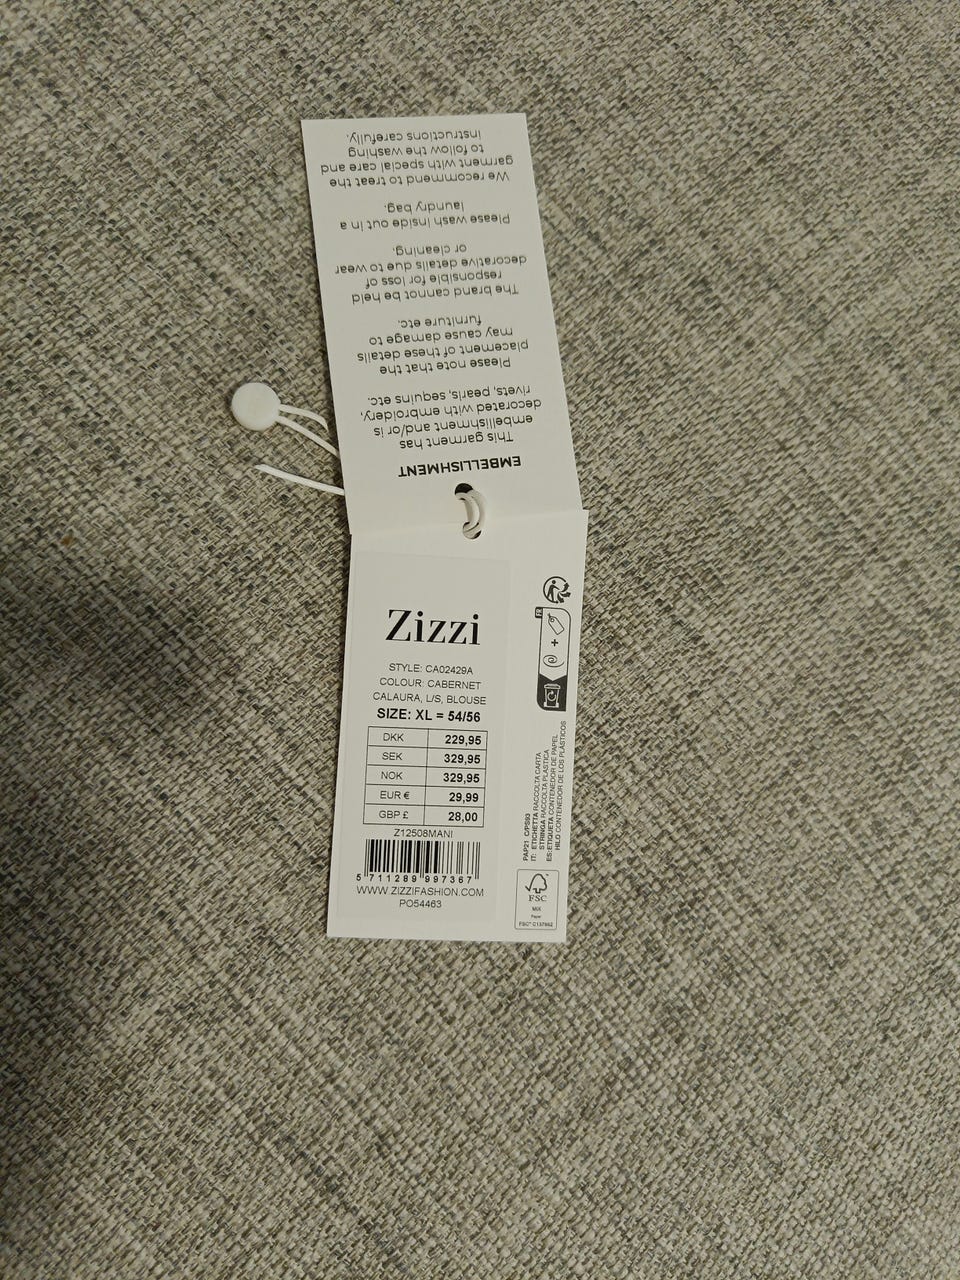 EMBELLISHMENT
This garment has
embellishment and/or is
decorated with embroidery,
rivets, pearls, sequins etc.
Please note that the
placement of these details
may cause damage to
furniture etc.
The brand cannot be held
responsible for loss of
decorative details due to wear
or cleaning.
Please wash inside out in a
laundry bag.
We recommend to treat the
garment with special care and
to follow the washing
instructions carefully.
Zizzi
STYLE: CA02429A
COLOUR: CABERNET
CALAURA, L/S, BLOUSE
SIZE: XL = 54/56
DKK 229,95
SEK 329,95
NOK 329,95
EUR € 29,99
GBP £ 28,00
Z12508MANI
5 711289 997367
WWW.ZIZZIFASHION.COM
PO54463
FR
+
PAP21 C/PS93
IT: ETICHETTA RACCOLTA CARTA
STRINGA RACCOLTA PLASTICA
ES:ETIQUETA CONTENEDOR DE PAPEL
HILO CONTENEDOR DE LOS PLÁSTICOS
FSC
MIX
Paper
FSC® C137862